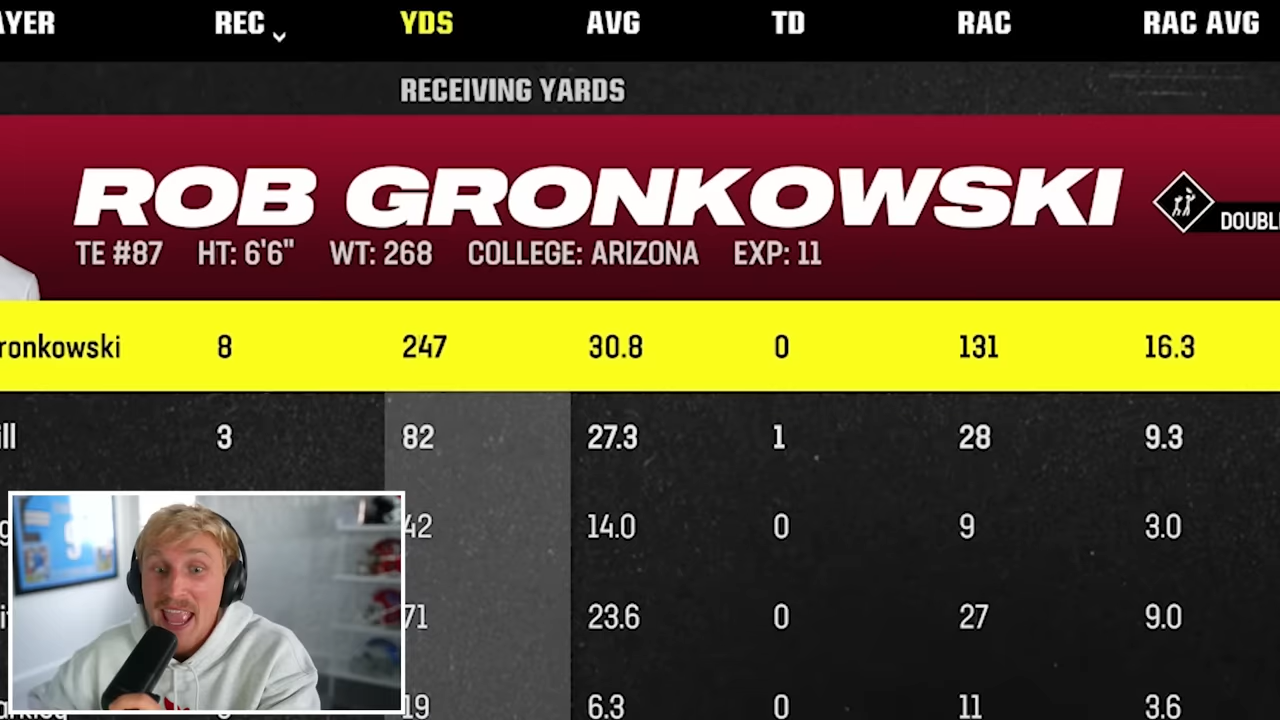 AYER REC YDS AVG TD RAC RAC AVG
RECEIVING YARDS
ROB GRONKOWSKI
DOUBL
TE #87 HT: 6'6" WT: 268 COLLEGE: ARIZONA EXP: 11
ronkowski 8 247 30.8 0 131 16.3
ill 3 82 27.3 1 28 9.3
42 14.0 0 9 3.0
71 23.6 0 27 9.0
19 6.3 0 11 3.6